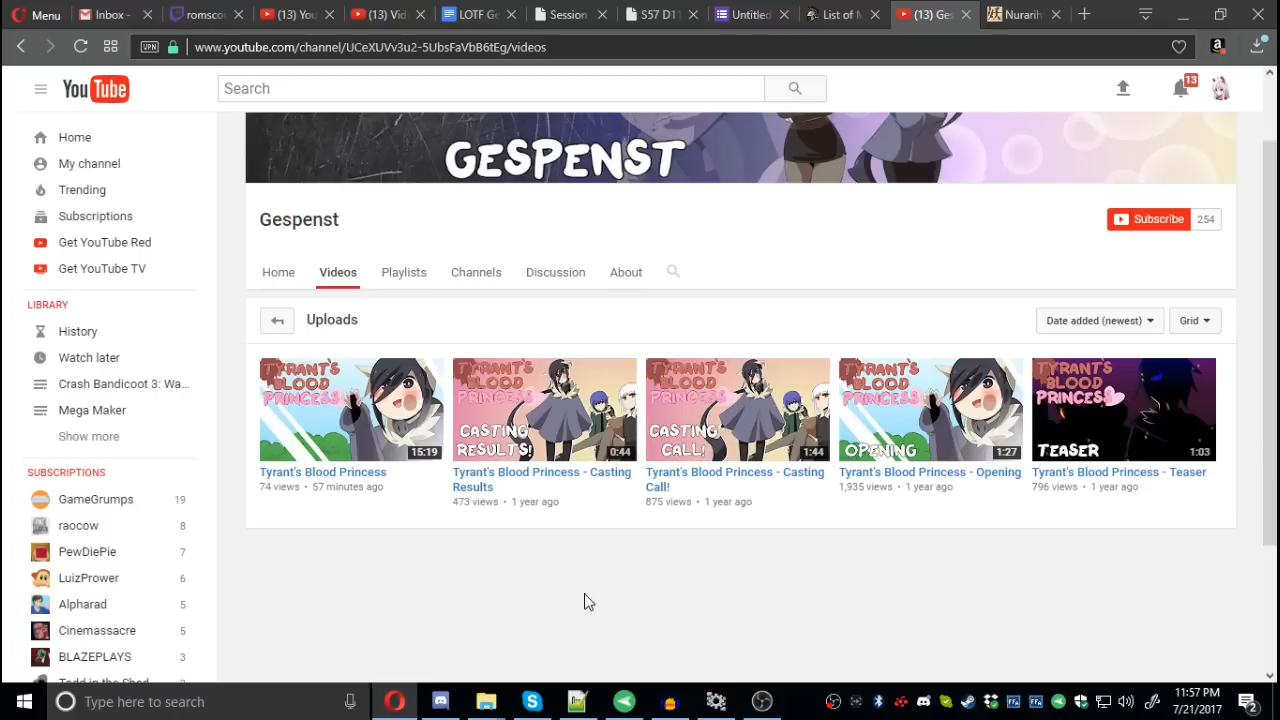 Menu
Inbox -
romsco
(13) You
(13) Vid
LOTF Ge
Session
S57 D11
Untitled
List of M
(13) Ges
Nurarih
VPN
www.youtube.com/channel/UCeXUVv3u2-5UbsFaVbB6tEg/videos
YouTube
Search
13
Home
My channel
Trending
Subscriptions
Get YouTube Red
Get YouTube TV
LIBRARY
History
Watch later
Crash Bandicoot 3: Wa...
Mega Maker
Show more
SUBSCRIPTIONS
GameGrumps 19
raocow 8
PewDiePie 7
LuizPrower 6
Alpharad 5
Cinemassacre 5
BLAZEPLAYS 3
GESPENST
Gespenst
Subscribe 254
Home Videos Playlists Channels Discussion About
Uploads
Date added (newest)
Grid
TYRANT'S
BLOOD
PRINCESS
15:19
Tyrant's Blood Princess
74 views • 57 minutes ago
TYRANT'S
BLOOD
PRINCESS
CASTING
RESULTS!
0:44
Tyrant's Blood Princess - Casting
Results
473 views • 1 year ago
TYRANT'S
BLOOD
PRINCESS
CASTING
CALL!
1:44
Tyrant's Blood Princess - Casting
Call!
875 views • 1 year ago
TYRANT'S
BLOOD
PRINCESS
OPENING
1:27
Tyrant's Blood Princess - Opening
1,935 views • 1 year ago
TYRANT'S
BLOOD
PRINCESS
TEASER
1:03
Tyrant's Blood Princess - Teaser
796 views • 1 year ago
Type here to search
11:57 PM
7/21/2017
2